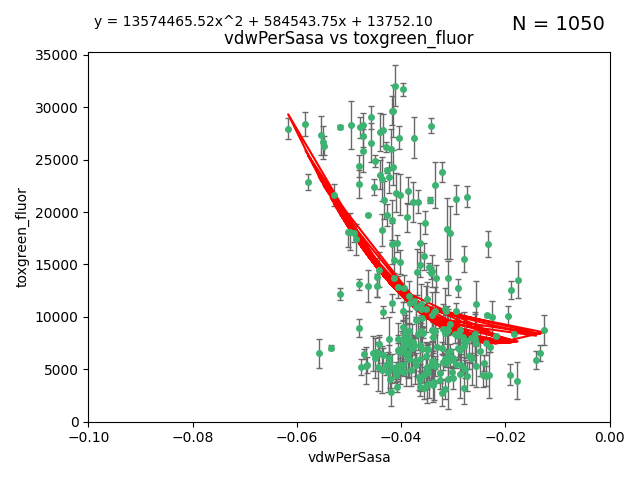 y = 13574465.52x^2 + 584543.75x + 13752.10
N = 1050
vdwPerSasa vs toxgreen_fluor
35000
30000
25000
20000
15000
10000
5000
0
toxgreen_fluor
−0.10
−0.08
−0.06
−0.04
−0.02
0.00
vdwPerSasa